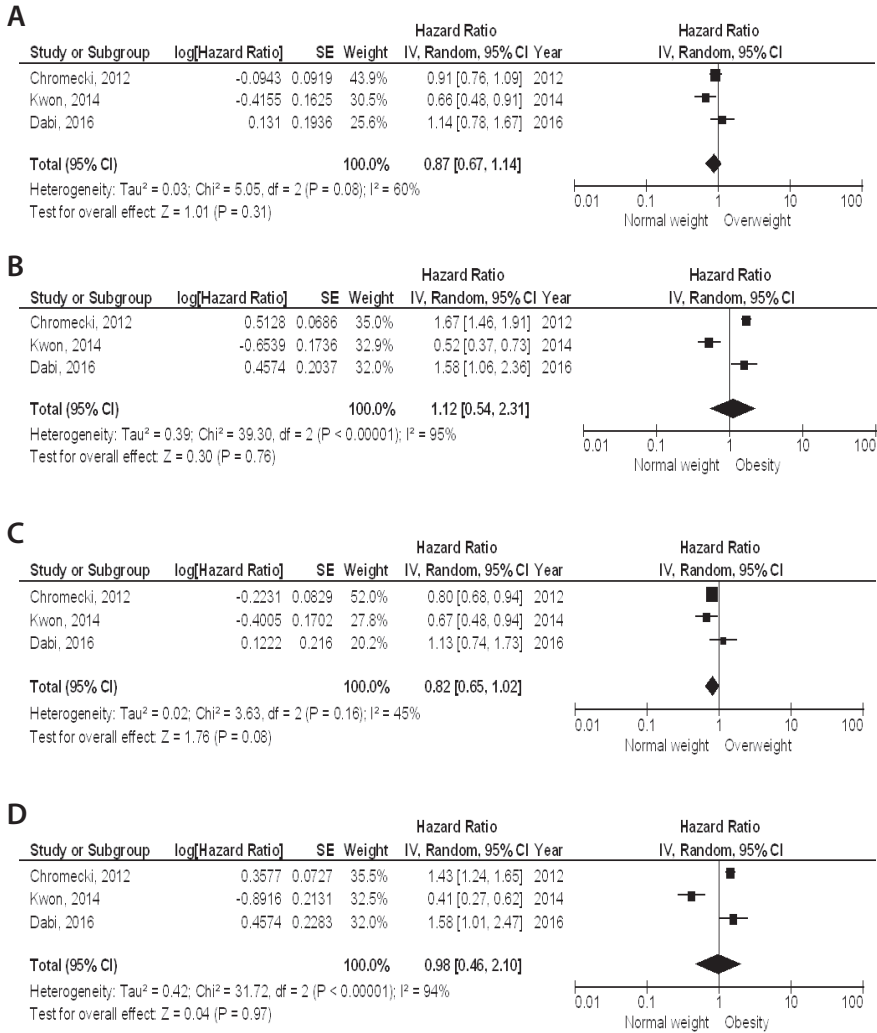 A
Hazard Ratio Hazard Ratio
Study or Subgroup log[Hazard Ratio] SE Weight IV, Random, 95% CI Year IV, Random, 95% CI
Chromecki, 2012 -0.0943 0.0919 43.9% 0.91 [0.76, 1.09] 2012
Kwon, 2014 -0.4155 0.1625 30.5% 0.66 [0.48, 0.91] 2014
Dabi, 2016 0.131 0.1936 25.6% 1.14 [0.78, 1.67] 2016
Total (95% CI) 100.0% 0.87 [0.67, 1.14]
Heterogeneity: Tau² = 0.03; Chi² = 5.05, df = 2 (P = 0.08); I² = 60%
Test for overall effect: Z = 1.01 (P = 0.31)
0.01 0.1 1 10 100
Normal weight Overweight
B
Hazard Ratio Hazard Ratio
Study or Subgroup log[Hazard Ratio] SE Weight IV, Random, 95% CI Year IV, Random, 95% CI
Chromecki, 2012 0.5128 0.0686 35.0% 1.67 [1.46, 1.91] 2012
Kwon, 2014 -0.6539 0.1736 32.9% 0.52 [0.37, 0.73] 2014
Dabi, 2016 0.4574 0.2037 32.0% 1.58 [1.06, 2.36] 2016
Total (95% CI) 100.0% 1.12 [0.54, 2.31]
Heterogeneity: Tau² = 0.39; Chi² = 39.30, df = 2 (P < 0.00001); I² = 95%
Test for overall effect: Z = 0.30 (P = 0.76)
0.01 0.1 1 10 100
Normal weight Obesity
C
Hazard Ratio Hazard Ratio
Study or Subgroup log[Hazard Ratio] SE Weight IV, Random, 95% CI Year IV, Random, 95% CI
Chromecki, 2012 -0.2231 0.0829 52.0% 0.80 [0.68, 0.94] 2012
Kwon, 2014 -0.4005 0.1702 27.8% 0.67 [0.48, 0.94] 2014
Dabi, 2016 0.1222 0.216 20.2% 1.13 [0.74, 1.73] 2016
Total (95% CI) 100.0% 0.82 [0.65, 1.02]
Heterogeneity: Tau² = 0.02; Chi² = 3.63, df = 2 (P = 0.16); I² = 45%
Test for overall effect: Z = 1.76 (P = 0.08)
0.01 0.1 1 10 100
Normal weight Overweight
D
Hazard Ratio Hazard Ratio
Study or Subgroup log[Hazard Ratio] SE Weight IV, Random, 95% CI Year IV, Random, 95% CI
Chromecki, 2012 0.3577 0.0727 35.5% 1.43 [1.24, 1.65] 2012
Kwon, 2014 -0.8916 0.2131 32.5% 0.41 [0.27, 0.62] 2014
Dabi, 2016 0.4574 0.2283 32.0% 1.58 [1.01, 2.47] 2016
Total (95% CI) 100.0% 0.98 [0.46, 2.10]
Heterogeneity: Tau² = 0.42; Chi² = 31.72, df = 2 (P < 0.00001); I² = 94%
Test for overall effect: Z = 0.04 (P = 0.97)
0.01 0.1 1 10 100
Normal weight Obesity